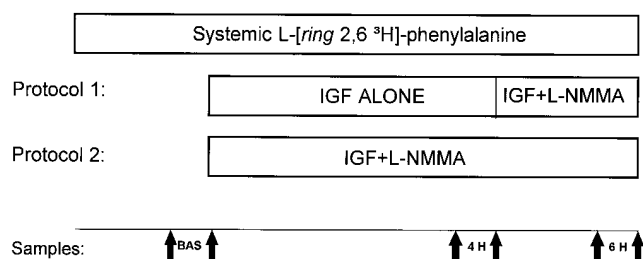 Systemic L-[ring 2,6 ³H]-phenylalanine
Protocol 1: IGF ALONE IGF+L-NMMA
Protocol 2: IGF+L-NMMA
Samples: BAS 4 H 6 H